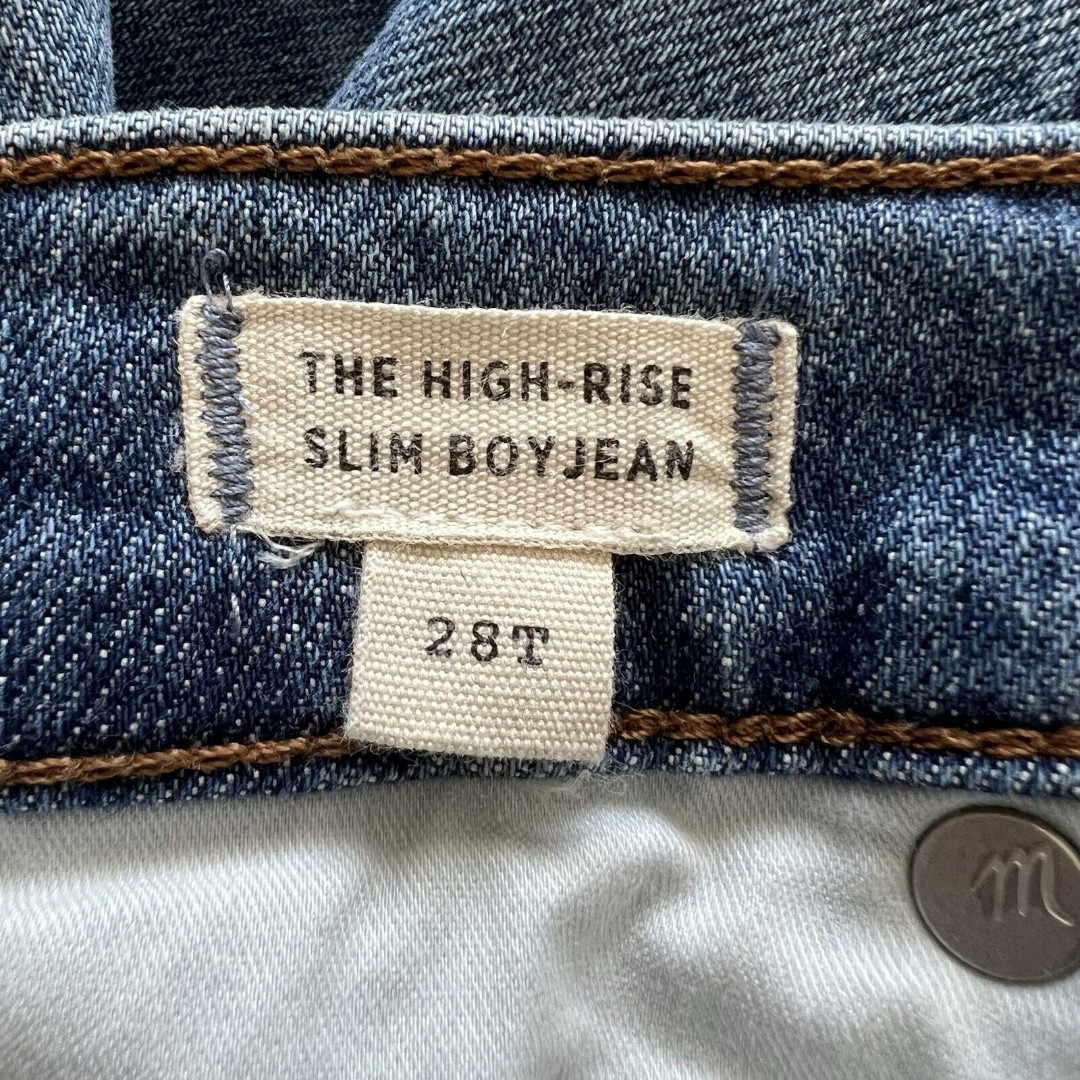 THE HIGH-RISE
SLIM BOYJEAN
28T
m